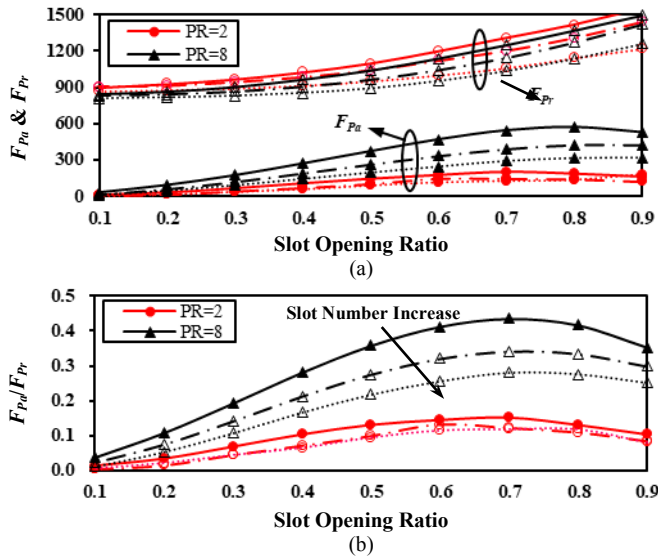 1500
1200
900
600
300
0
F_Pa & F_Pr
PR=2
PR=8
F_Pa
F_Pr
0.1 0.2 0.3 0.4 0.5 0.6 0.7 0.8 0.9
Slot Opening Ratio
(a)
0.5
0.4
0.3
0.2
0.1
0.0
F_Pa/F_Pr
PR=2
PR=8
Slot Number Increase
0.1 0.2 0.3 0.4 0.5 0.6 0.7 0.8 0.9
Slot Opening Ratio
(b)